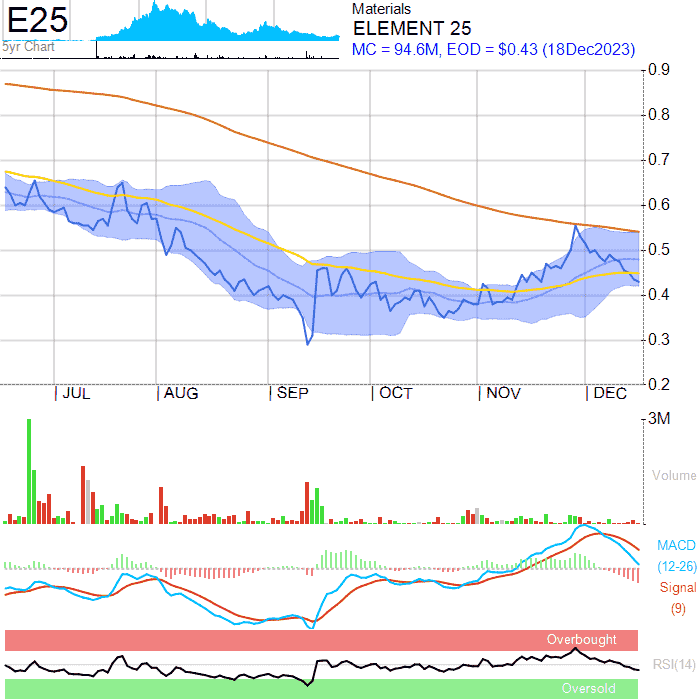 E25
5yr Chart
Materials
ELEMENT 25
MC = 94.6M, EOD = $0.43 (18Dec2023)
0.9
0.8
0.7
0.6
0.5
0.4
0.3
0.2
JUL AUG SEP OCT NOV DEC
3M
Volume
MACD
(12-26)
Signal
(9)
Overbought
RSI(14)
Oversold